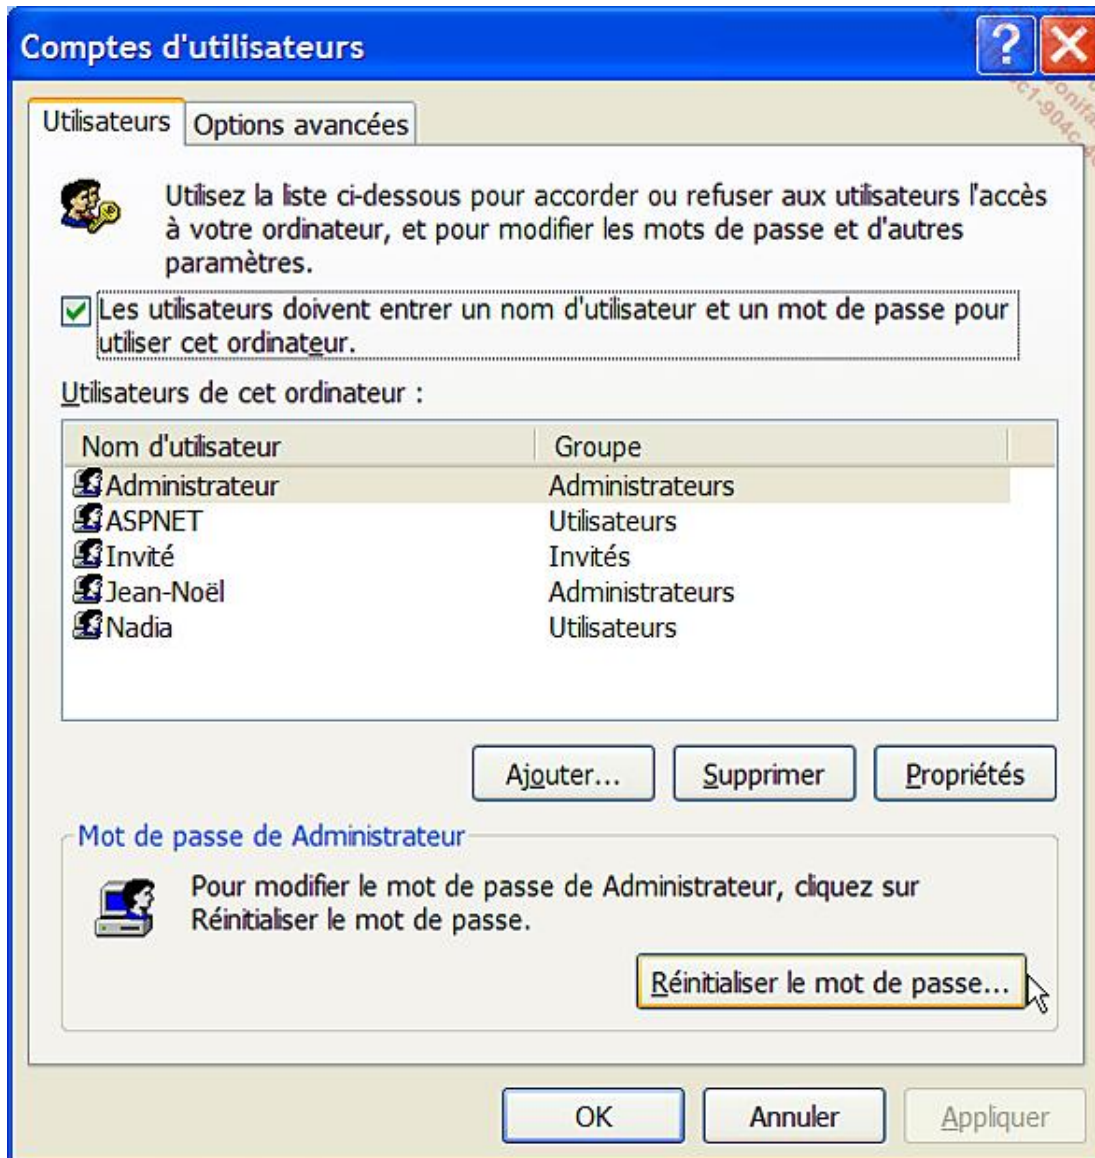 Comptes d'utilisateurs
Utilisateurs
Options avancées
Utilisez la liste ci-dessous pour accorder ou refuser aux utilisateurs l'accès
à votre ordinateur, et pour modifier les mots de passe et d'autres
paramètres.
Les utilisateurs doivent entrer un nom d'utilisateur et un mot de passe pour
utiliser cet ordinateur.
Utilisateurs de cet ordinateur :
Nom d'utilisateur Groupe
Administrateur Administrateurs
ASPNET Utilisateurs
Invité Invités
Jean-Noël Administrateurs
Nadia Utilisateurs
Ajouter... Supprimer Propriétés
Mot de passe de Administrateur
Pour modifier le mot de passe de Administrateur, cliquez sur
Réinitialiser le mot de passe.
Réinitialiser le mot de passe...
OK Annuler Appliquer